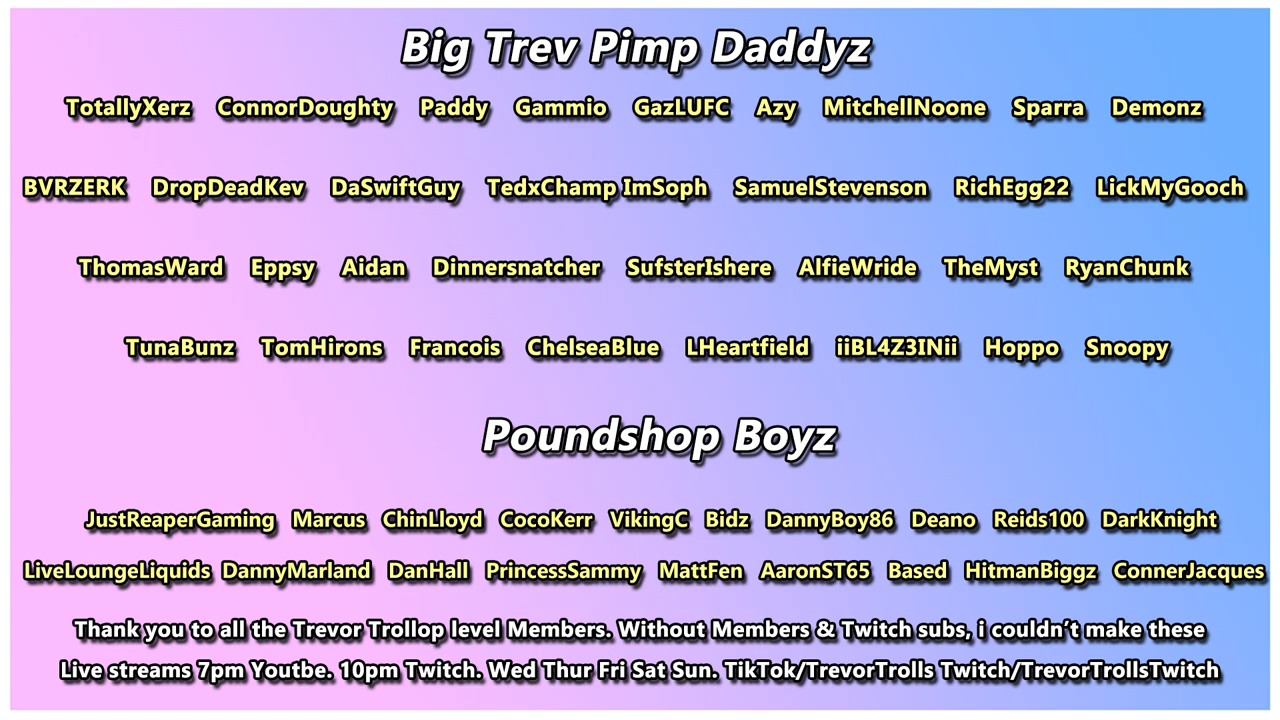 Big Trev Pimp Daddyz
TotallyXerz ConnorDoughty Paddy Gammio GazLUFC Azy MitchellNoone Sparra Demonz
BVRZERK DropDeadKev DaSwiftGuy TedxChamp ImSoph SamuelStevenson RichEgg22 LickMyGooch
ThomasWard Eppsy Aidan Dinnersnatcher SufsterIshere AlfieWride TheMyst RyanChunk
TunaBunz TomHirons Francois ChelseaBlue LHeartfield iiBL4Z3INii Hoppo Snoopy
Poundshop Boyz
JustReaperGaming Marcus ChinLloyd CocoKerr VikingC Bidz DannyBoy86 Deano Reids100 DarkKnight
LiveLoungeLiquids DannyMarland DanHall PrincessSammy MattFen AaronST65 Based HitmanBiggz ConnerJacques
Thank you to all the Trevor Trollop level Members. Without Members & Twitch subs, i couldn't make these
Live streams 7pm Youtbe. 10pm Twitch. Wed Thur Fri Sat Sun. TikTok/TrevorTrolls Twitch/TrevorTrollsTwitch